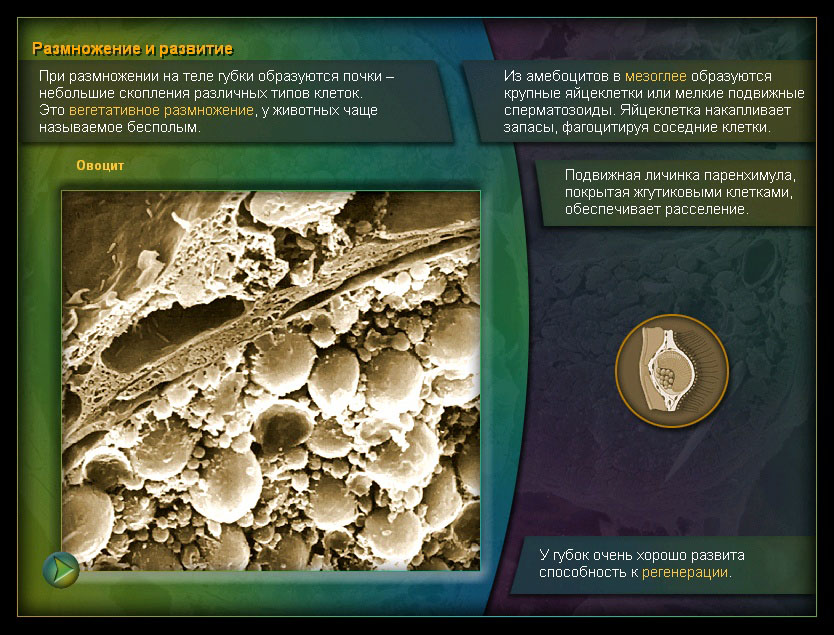 Размножение и развитие
При размножении на теле губки образуются почки –
небольшие скопления различных типов клеток.
Это вегетативное размножение, у животных чаще
называемое бесполым.
Из амебоцитов в мезоглее образуются
крупные яйцеклетки или мелкие подвижные
сперматозоиды. Яйцеклетка накапливает
запасы, фагоцитируя соседние клетки.
Овоцит
Подвижная личинка паренхимула,
покрытая жгутиковыми клетками,
обеспечивает расселение.
У губок очень хорошо развита
способность к регенерации.